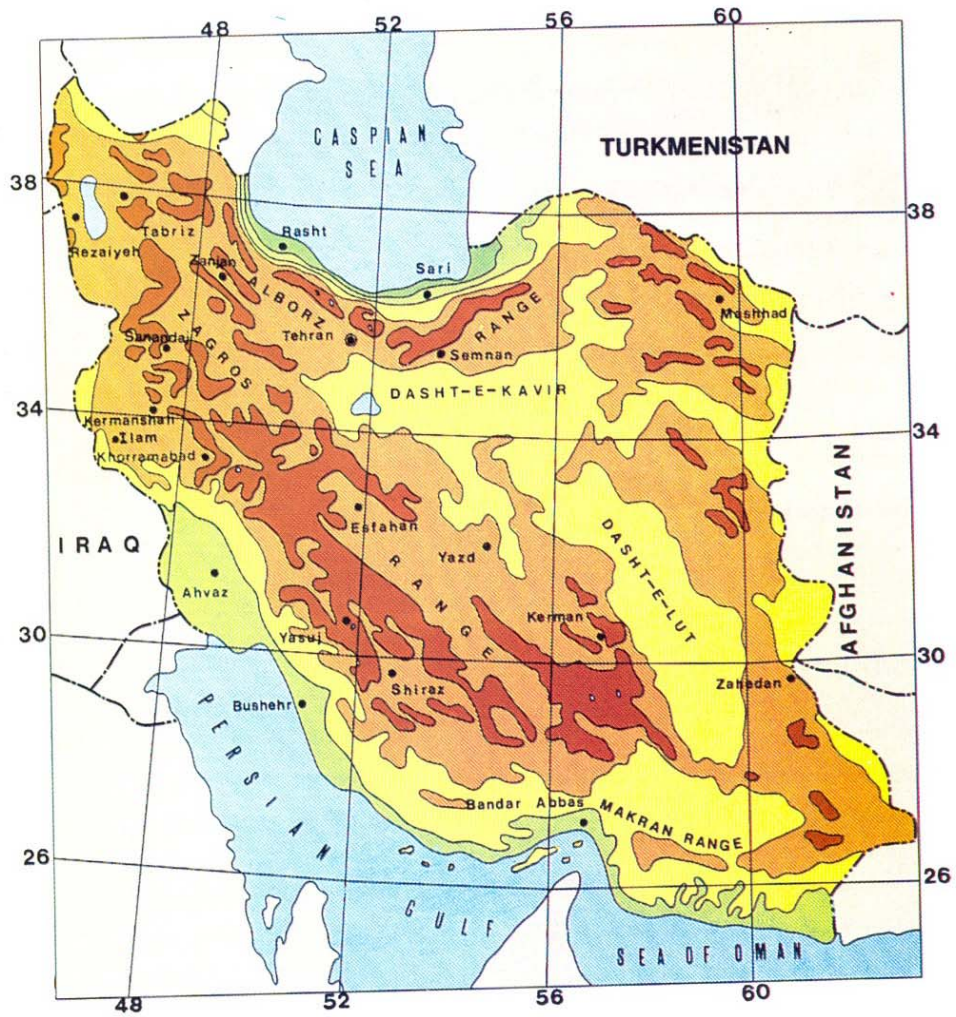 48
52
56
60
CASPIAN
SEA
TURKMENISTAN
38
38
Rasht
Tabriz
Rezaiyeh
Zanjan
Sari
ALBORZ
RANGE
Mashhad
ZAGROS
Sanandaj
Tehran
Semnan
DASHT-E-KAVIR
34
34
Kermanshah
Ilam
Khorramabad
AFGHANISTAN
IRAQ
Esfahan
Yazd
RANGE
DASHT-E-LUT
Ahvaz
Kerman
30
30
Yasuj
Shiraz
Zahedan
Bushehr
PERSIAN
GULF
Bandar Abbas
MAKRAN RANGE
26
26
SEA OF OMAN
48
52
56
60